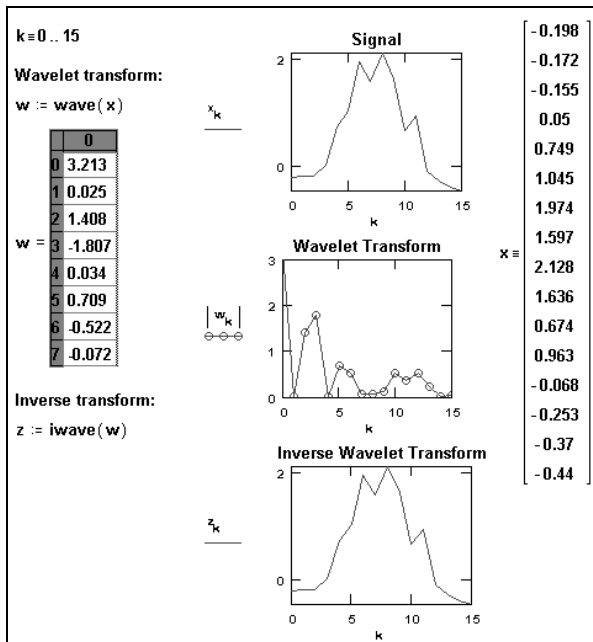 k ≡ 0 .. 15
Wavelet transform:
w := wave(x)
0
0 3.213
1 0.025
2 1.408
3 -1.807
4 0.034
5 0.709
6 -0.522
7 -0.072
w =
Inverse transform:
z := iwave(w)
Signal
x_k
2
0
0 5 10 15
k
Wavelet Transform
|w_k|
3
2
1
0
0 5 10 15
k
Inverse Wavelet Transform
z_k
2
0
0 5 10 15
k
x ≡
-0.198
-0.172
-0.155
0.05
0.749
1.045
1.974
1.597
2.128
1.636
0.674
0.963
-0.068
-0.253
-0.37
-0.44